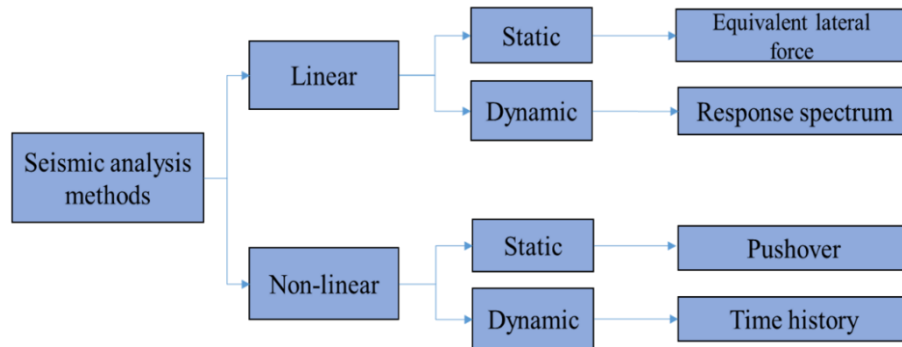 Seismic analysis
methods
Linear
Static
Equivalent lateral
force
Dynamic
Response spectrum
Non-linear
Static
Pushover
Dynamic
Time history